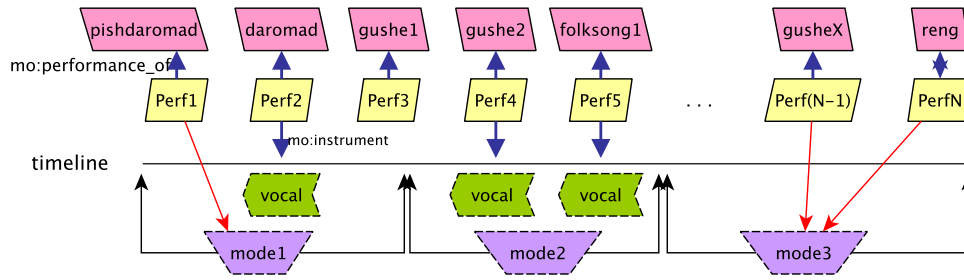 pishdaromad daromad gushe1 gushe2 folksong1 gusheX reng
mo:performance_of
Perf1 Perf2 Perf3 Perf4 Perf5 . . . Perf(N-1) PerfN
mo:instrument
timeline
vocal vocal vocal
mode1 mode2 mode3